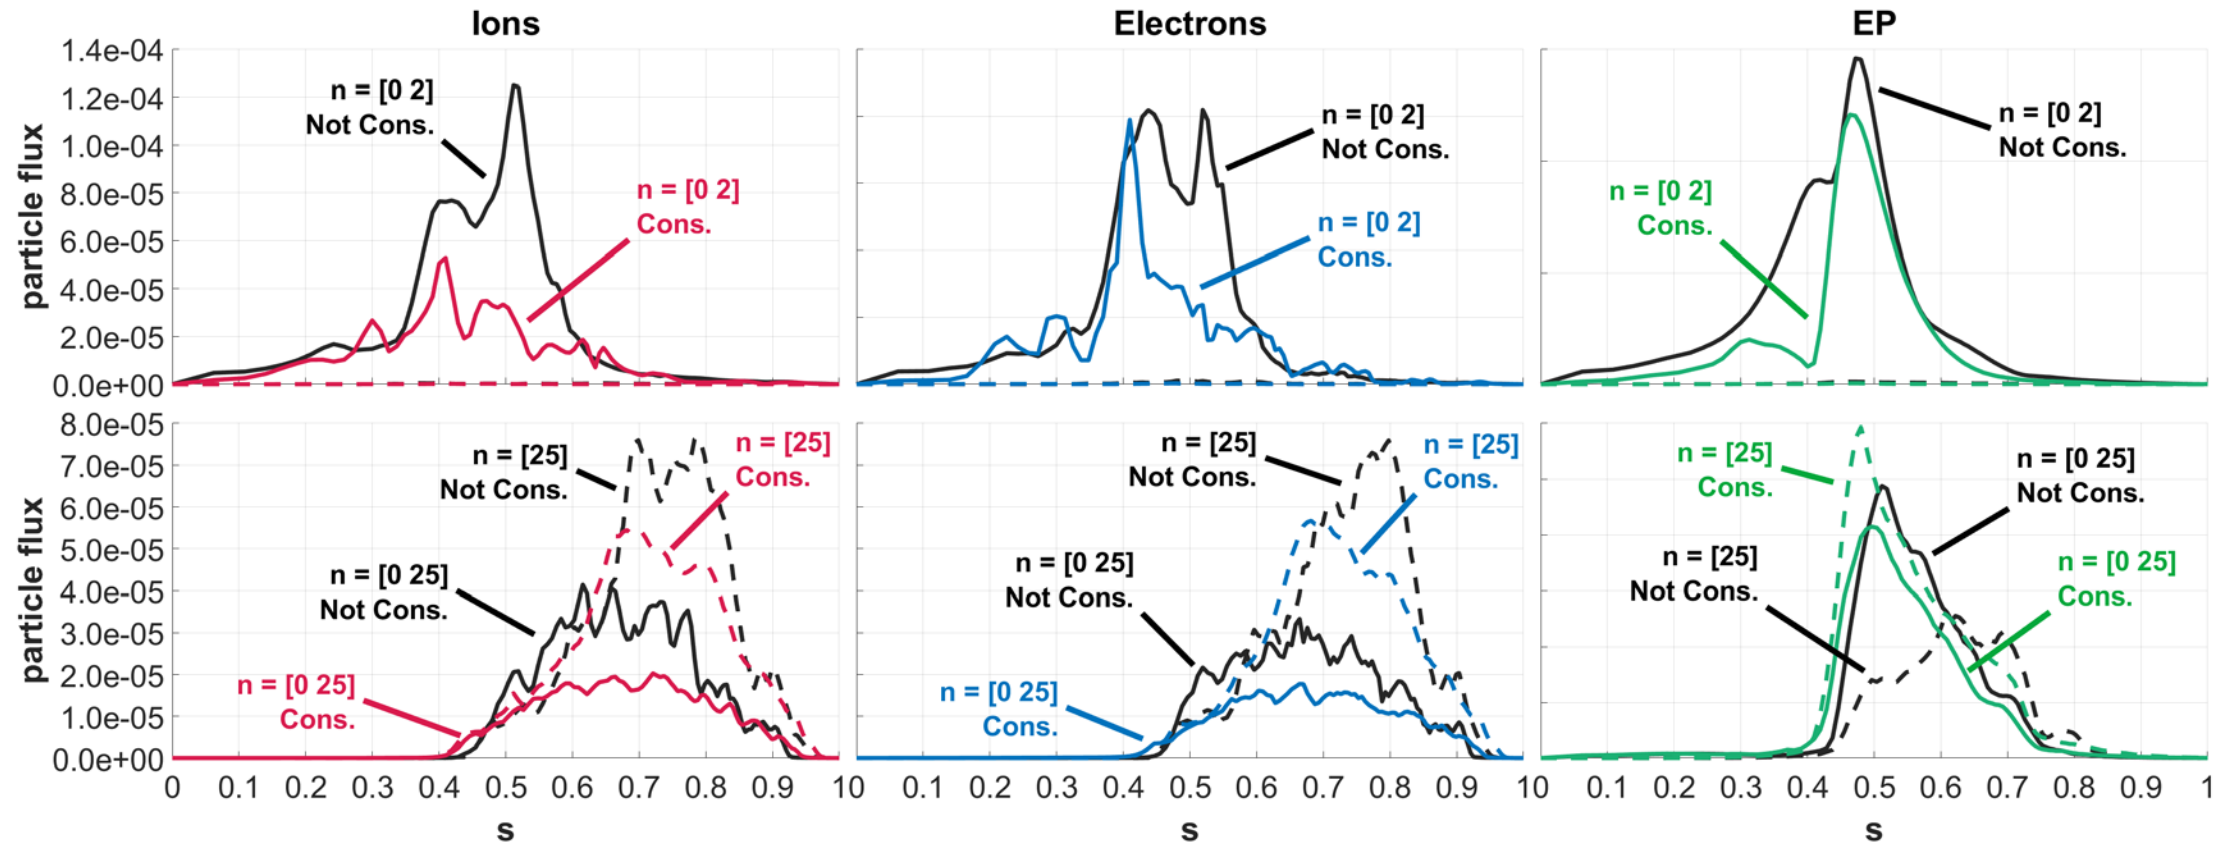 Ions
Electrons
EP
1.4e-04
1.2e-04
1.0e-04
8.0e-05
6.0e-05
4.0e-05
2.0e-05
0.0e+00
particle flux
n = [0 2]
Not Cons.
n = [0 2]
Cons.
n = [0 2]
Not Cons.
n = [0 2]
Cons.
n = [0 2]
Not Cons.
n = [0 2]
Cons.
8.0e-05
7.0e-05
6.0e-05
5.0e-05
4.0e-05
3.0e-05
2.0e-05
1.0e-05
0.0e+00
particle flux
n = [25]
Not Cons.
n = [25]
Cons.
n = [0 25]
Not Cons.
n = [0 25]
Cons.
n = [25]
Not Cons.
n = [25]
Cons.
n = [0 25]
Not Cons.
n = [0 25]
Cons.
n = [25]
Cons.
n = [0 25]
Not Cons.
n = [25]
Not Cons.
n = [0 25]
Cons.
0 0.1 0.2 0.3 0.4 0.5 0.6 0.7 0.8 0.9 1
0 0.1 0.2 0.3 0.4 0.5 0.6 0.7 0.8 0.9 1
0 0.1 0.2 0.3 0.4 0.5 0.6 0.7 0.8 0.9 1
s
s
s